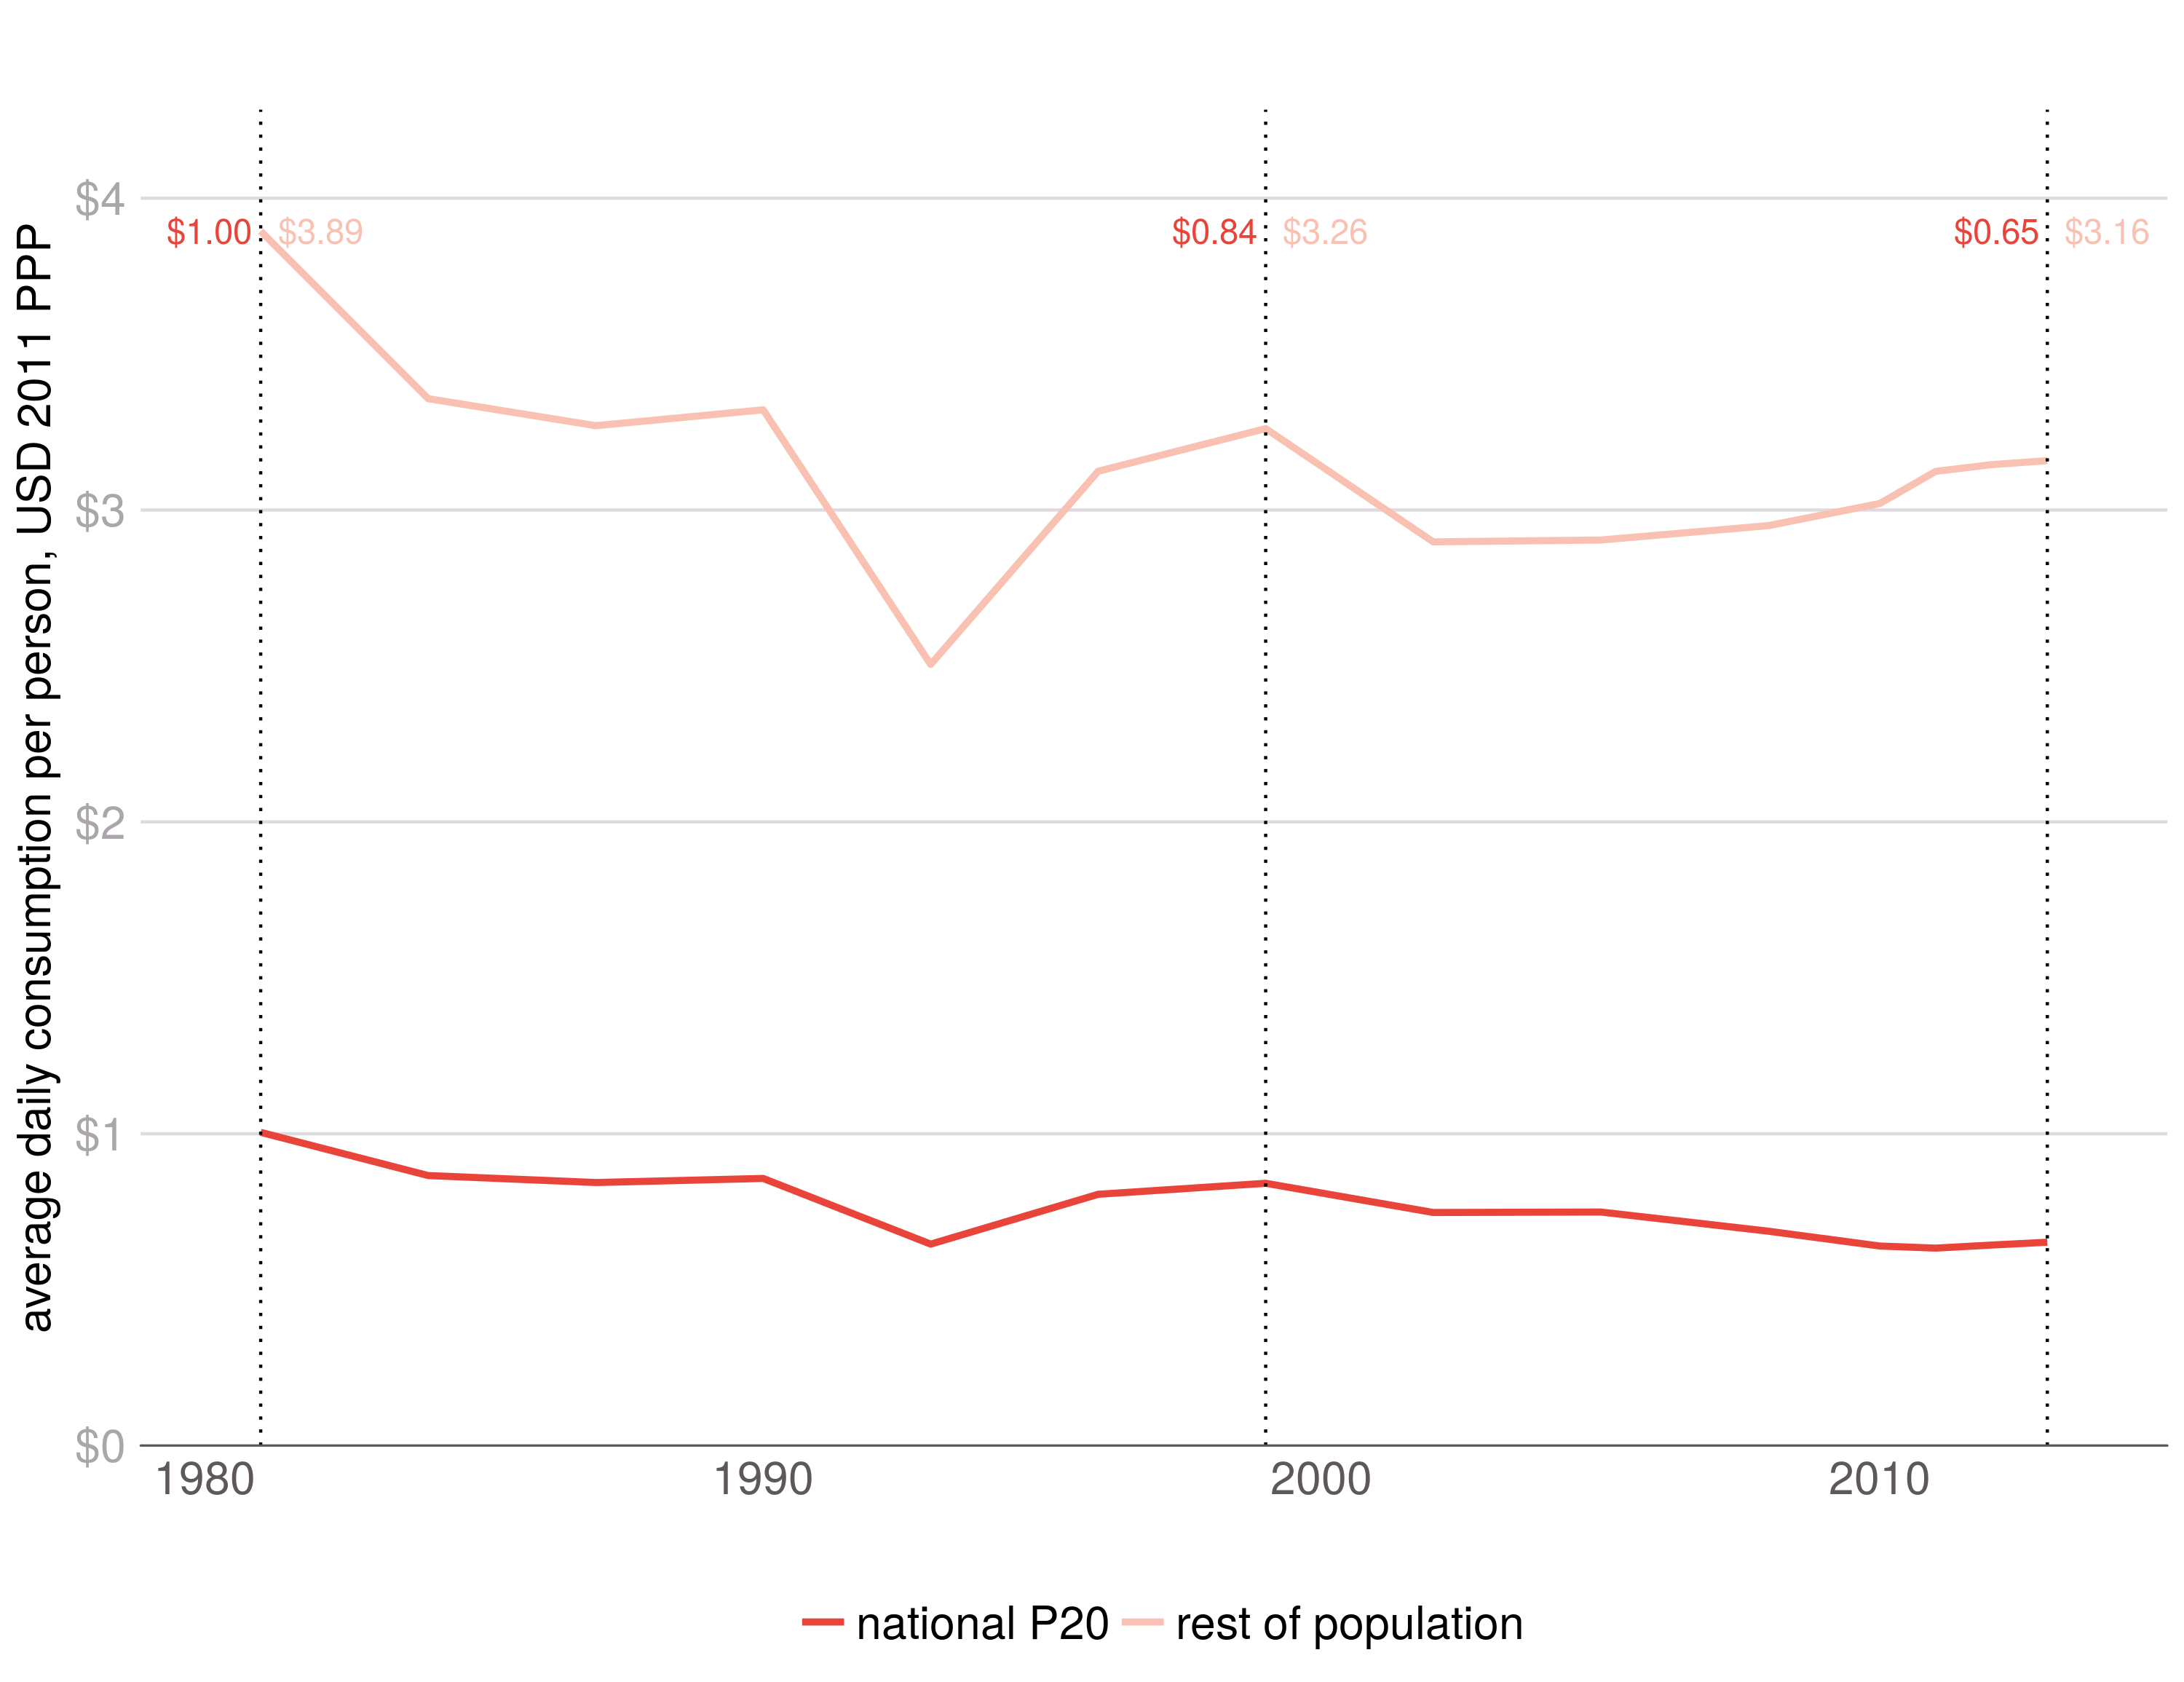 average daily consumption per person, USD 2011 PPP
$4
$1.00 $3.89 $0.84 $3.26 $0.65 $3.16
$3
$2
$1
$0
1980 1990 2000 2010
national P20 rest of population